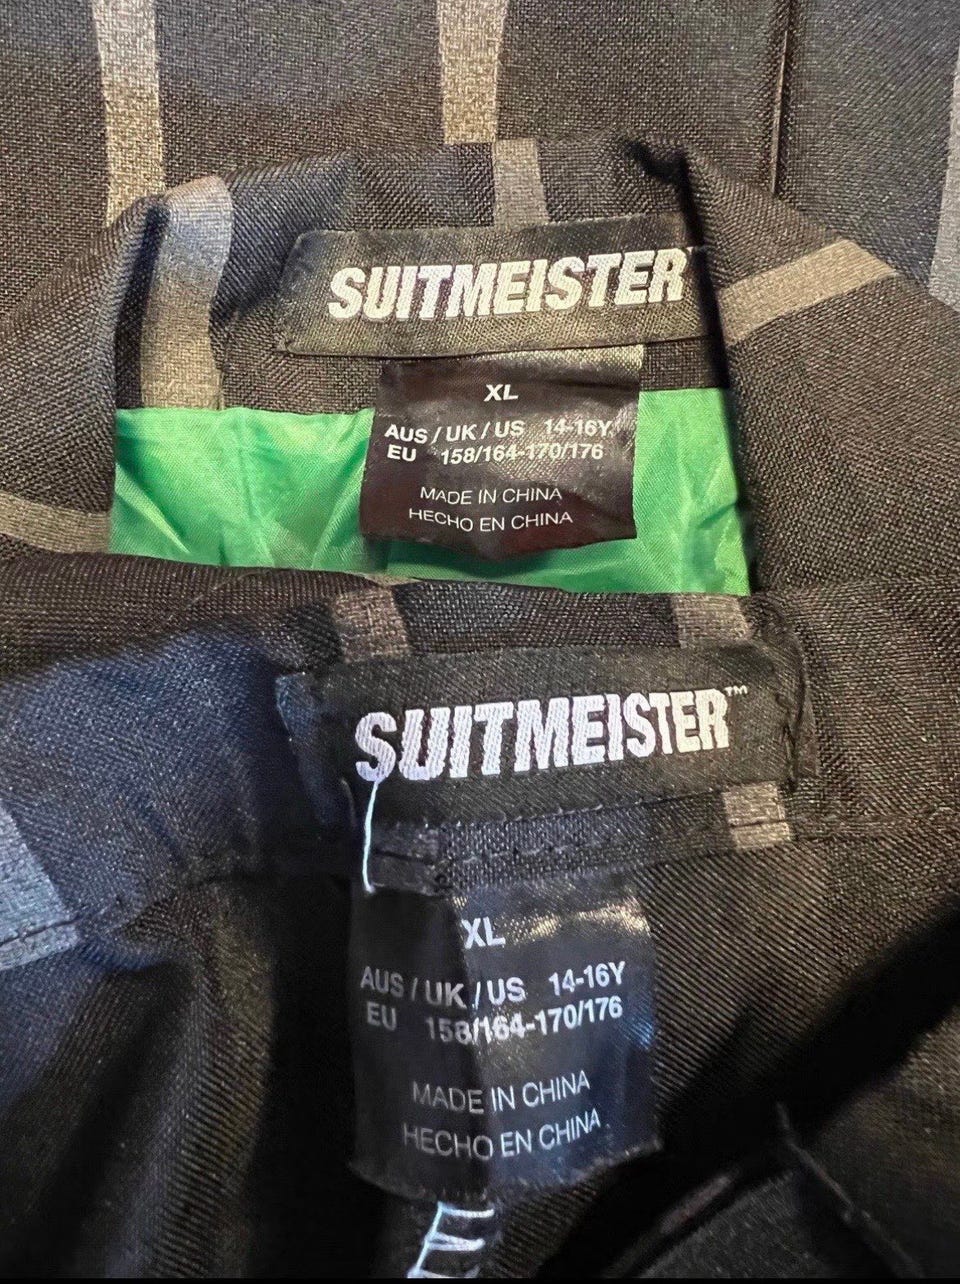 SUITMEISTER
XL
AUS / UK / US 14-16Y
EU 158/164-170/176
MADE IN CHINA
HECHO EN CHINA
SUITMEISTER™
XL
AUS / UK / US 14-16Y
EU 158/164-170/176
MADE IN CHINA
HECHO EN CHINA